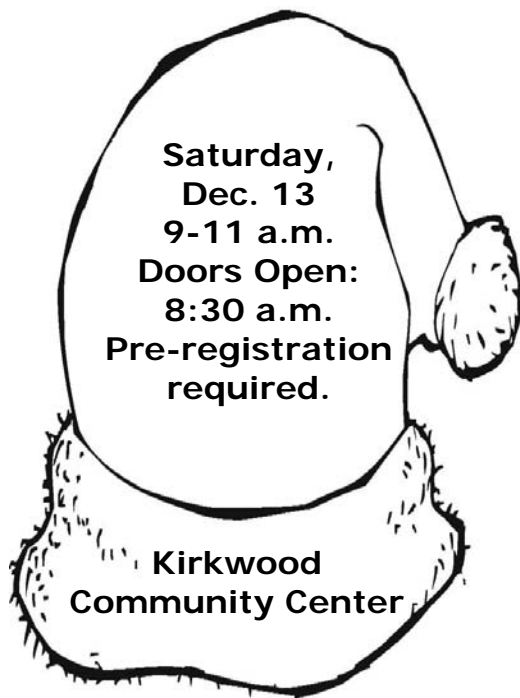 Saturday,
Dec. 13
9-11 a.m.
Doors Open:
8:30 a.m.
Pre-registration
required.
Kirkwood
Community Center